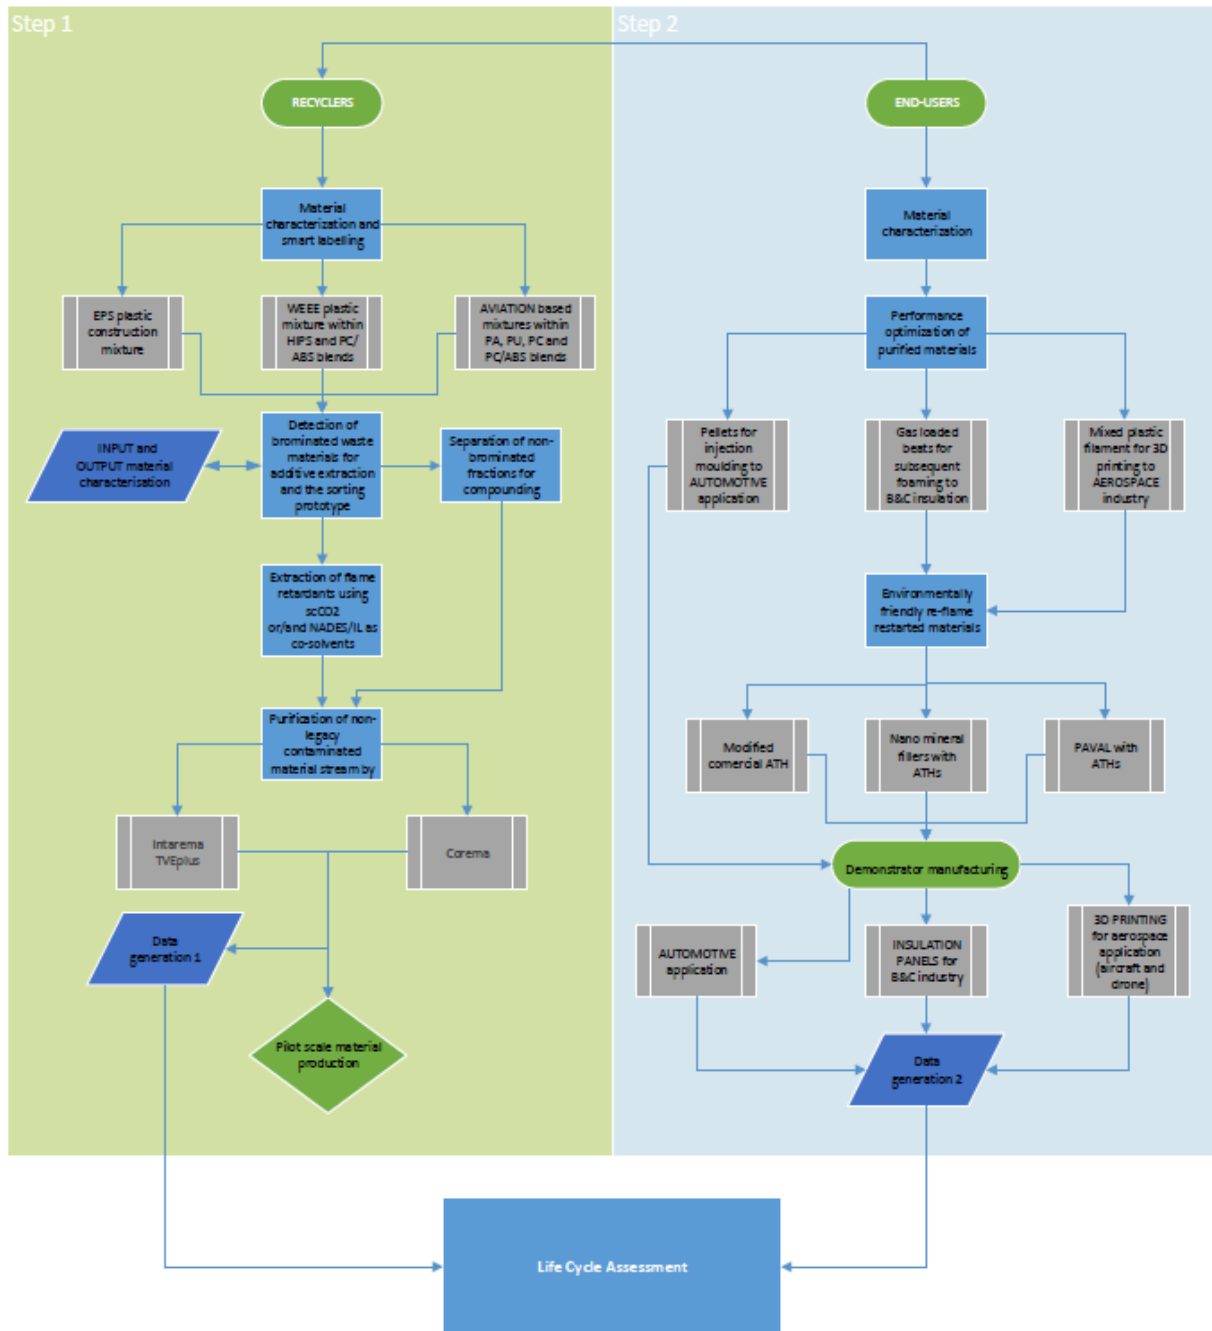 Step 1
Step 2
RECYCLERS
END-USERS
Material
characterization and
smart labelling
Material
characterization
EPS plastic
construction
mixture
WEEE plastic
mixture within
HIPS and PC/
ABS blends
AVIATION based
mixtures within
PA, PU, PC and
PC/ABS blends
Performance
optimization of
purified materials
INPUT and
OUTPUT material
characterisation
Detection of
brominated waste
materials for
additive extraction
and the sorting
prototype
Separation of non-
brominated
fractions for
compounding
Pellets for
injection
moulding to
AUTOMOTIVE
application
Gas loaded
beats for
subsequent
foaming to
B&C insulation
Mixed plastic
filament for 3D
printing to
AEROSPACE
industry
Extraction of flame
retardants using
scCO2
or/and NADES/IL as
co-solvents
Environmentally
friendly re-flame
restarted materials
Purification of non-
legacy
contaminated
material stream by
Modified
comercial ATH
Nano mineral
fillers with
ATHs
PAVAL with
ATHs
Intarema
TVEplus
Corema
Demonstrator manufacturing
Data
generation 1
AUTOMOTIVE
application
INSULATION
PANELS for
B&C industry
3D PRINTING
for aerospace
application
(aircraft and
drone)
Pilot scale material
production
Data
generation 2
Life Cycle Assessment